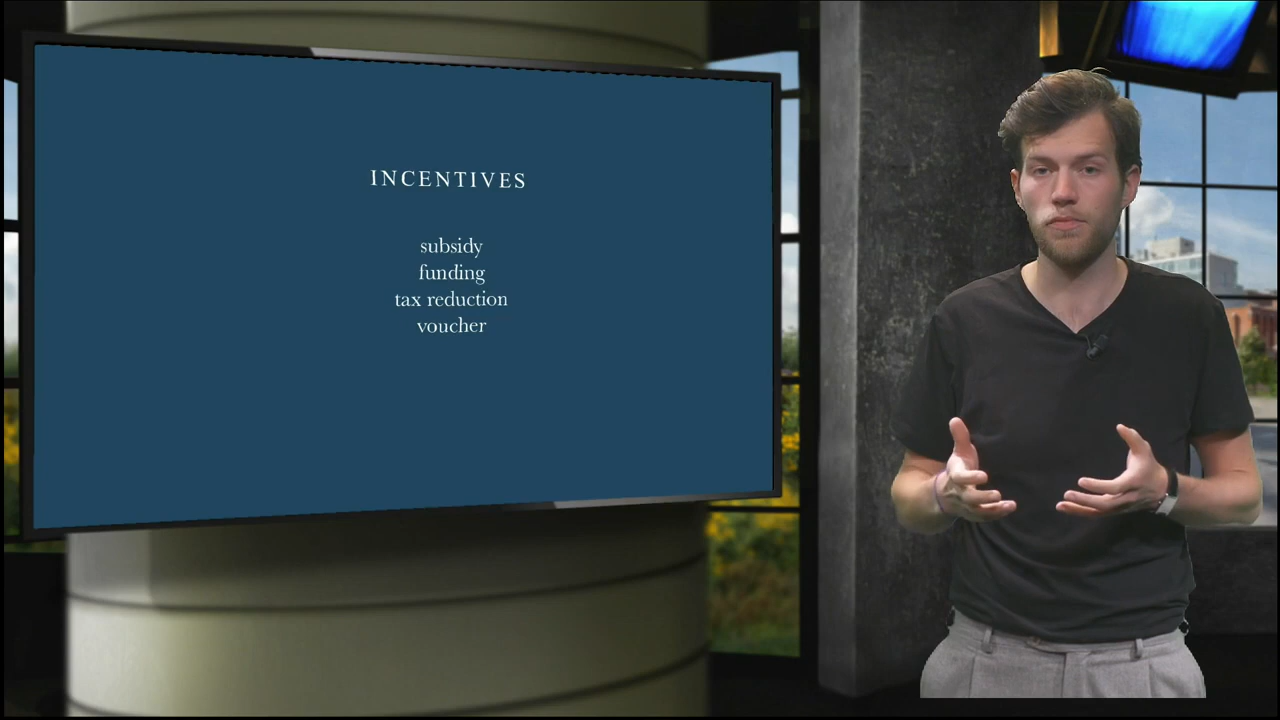 INCENTIVES
subsidy
funding
tax reduction
voucher